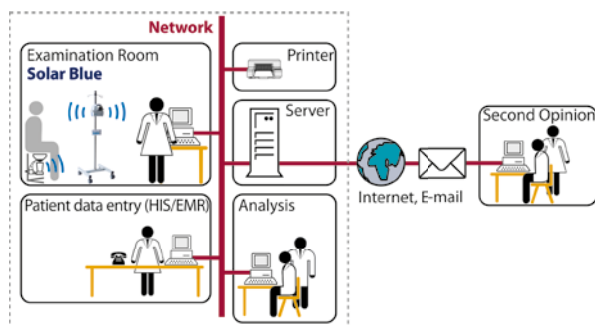 Network
Examination Room
Solar Blue
Printer
Server
Second Opinion
Internet, E-mail
Patient data entry (HIS/EMR)
Analysis